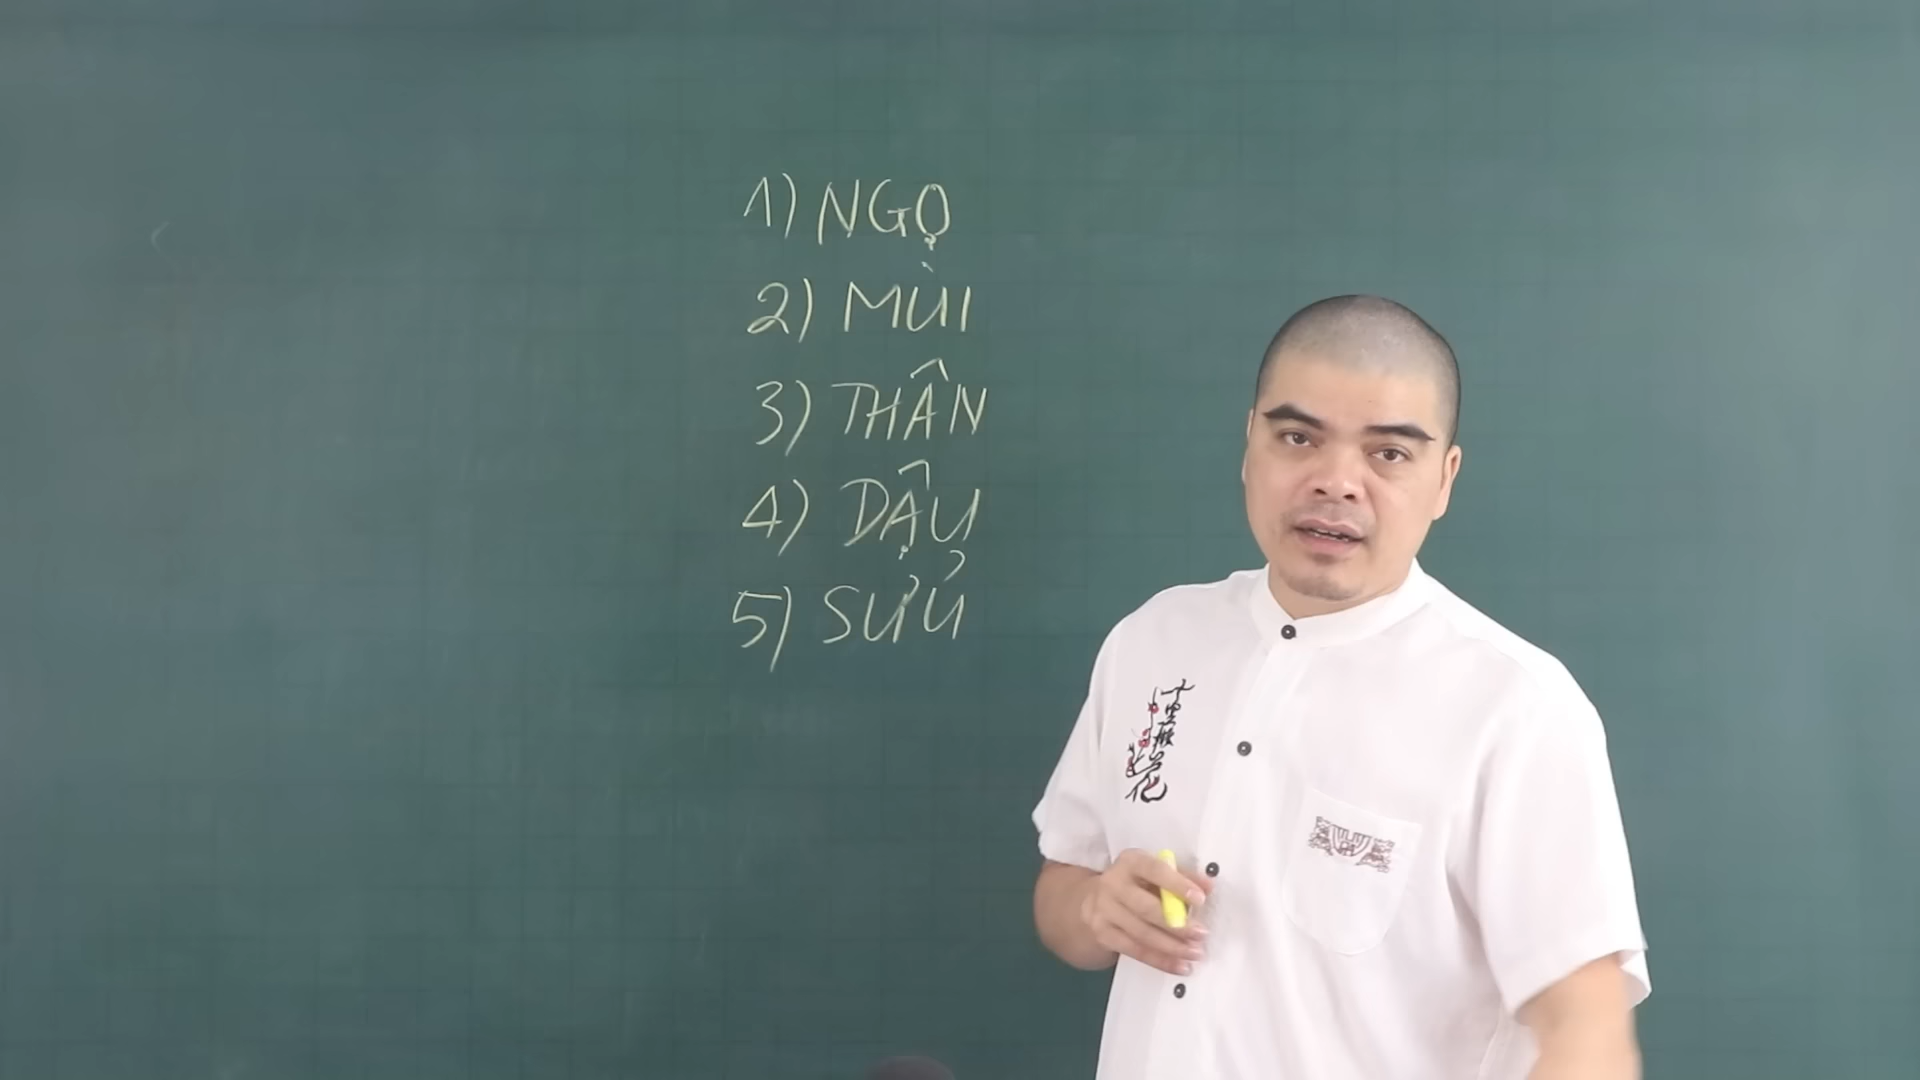 1) NGỌ
2) MÙI
3) THÂN
4) DẬU
5) SỬU